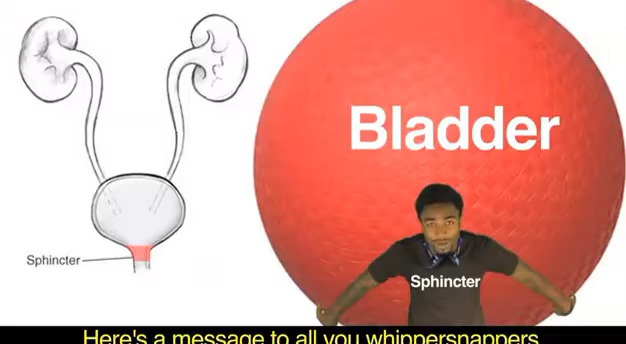 Bladder
Sphincter
Sphincter
Here's a message to all you whippersnappers